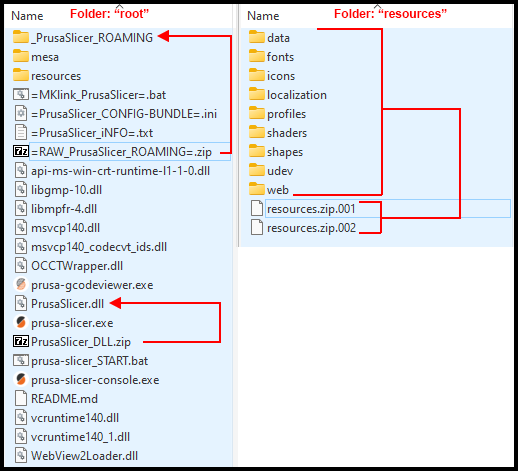 Name
Folder: “root”
_PrusaSlicer_ROAMING
mesa
resources
=MKlink_PrusaSlicer=.bat
=PrusaSlicer_CONFIG-BUNDLE=.ini
=PrusaSlicer_iNFO=.txt
=RAW_PrusaSlicer_ROAMING=.zip
api-ms-win-crt-runtime-l1-1-0.dll
libgmp-10.dll
libmpfr-4.dll
msvcp140.dll
msvcp140_codecvt_ids.dll
OCCTWrapper.dll
prusa-gcodeviewer.exe
PrusaSlicer.dll
prusa-slicer.exe
PrusaSlicer_DLL.zip
prusa-slicer_START.bat
prusa-slicer-console.exe
README.md
vcruntime140.dll
vcruntime140_1.dll
WebView2Loader.dll
Name
Folder: “resources”
data
fonts
icons
localization
profiles
shaders
shapes
udev
web
resources.zip.001
resources.zip.002